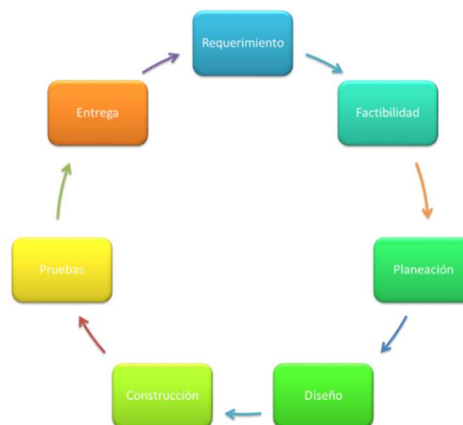 Requerimiento
Factibilidad
Planeación
Diseño
Construcción
Pruebas
Entrega